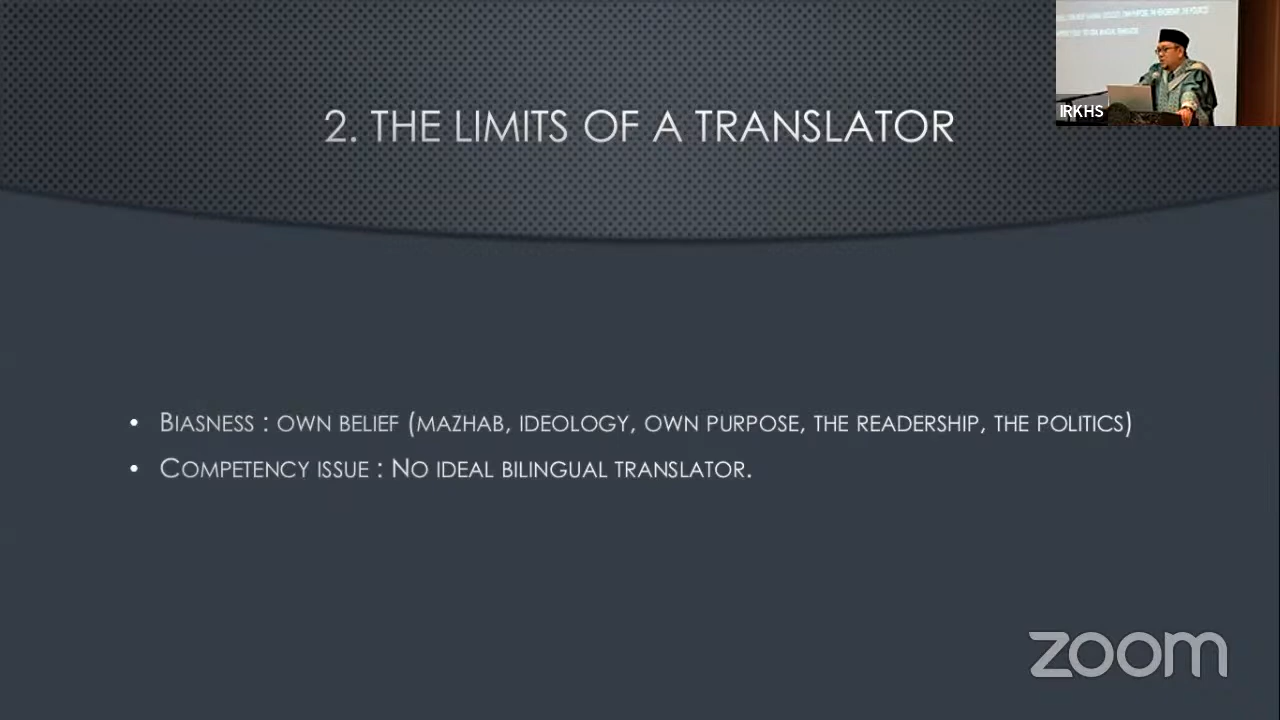 2. THE LIMITS OF A TRANSLATOR
IRKHS
• BIASNESS : OWN BELIEF (MAZHAB, IDEOLOGY, OWN PURPOSE, THE READERSHIP, THE POLITICS)
• COMPETENCY ISSUE : NO IDEAL BILINGUAL TRANSLATOR.
zoom